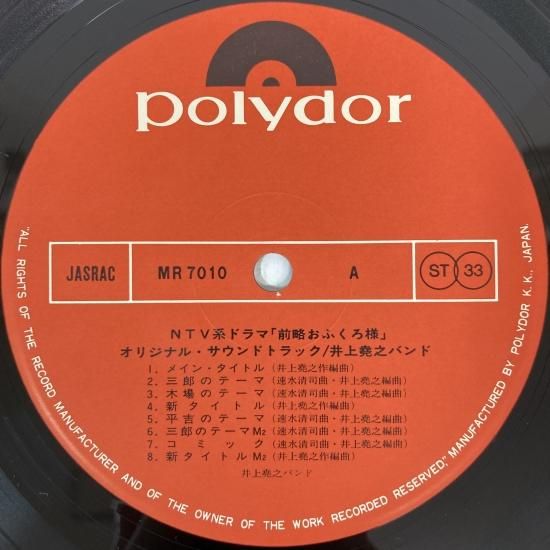 polydor
JASRAC MR 7010 A ST 33
NTV系ドラマ「前略おふくろ様」
オリジナル・サウンドトラック/井上堯之バンド
1. メイン・タイトル (井上堯之作編曲)
2. 三郎のテーマ (速水清司曲・井上堯之編曲)
3. 木場のテーマ (速水清司曲・井上堯之編曲)
4. 新タイトル (井上堯之作編曲)
5. 平吉のテーマ (速水清司曲・井上堯之編曲)
6. 三郎のテーマM2 (速水清司曲・井上堯之編曲)
7. コミック (速水清司曲・井上堯之編曲)
8. 新タイトルM2 (井上堯之作編曲)
井上堯之バンド
"ALL RIGHTS OF THE RECORD MANUFACTURER AND OF THE OWNER OF THE WORK RECORDED RESERVED," MANUFACTURED BY POLYDOR K.K., JAPAN.